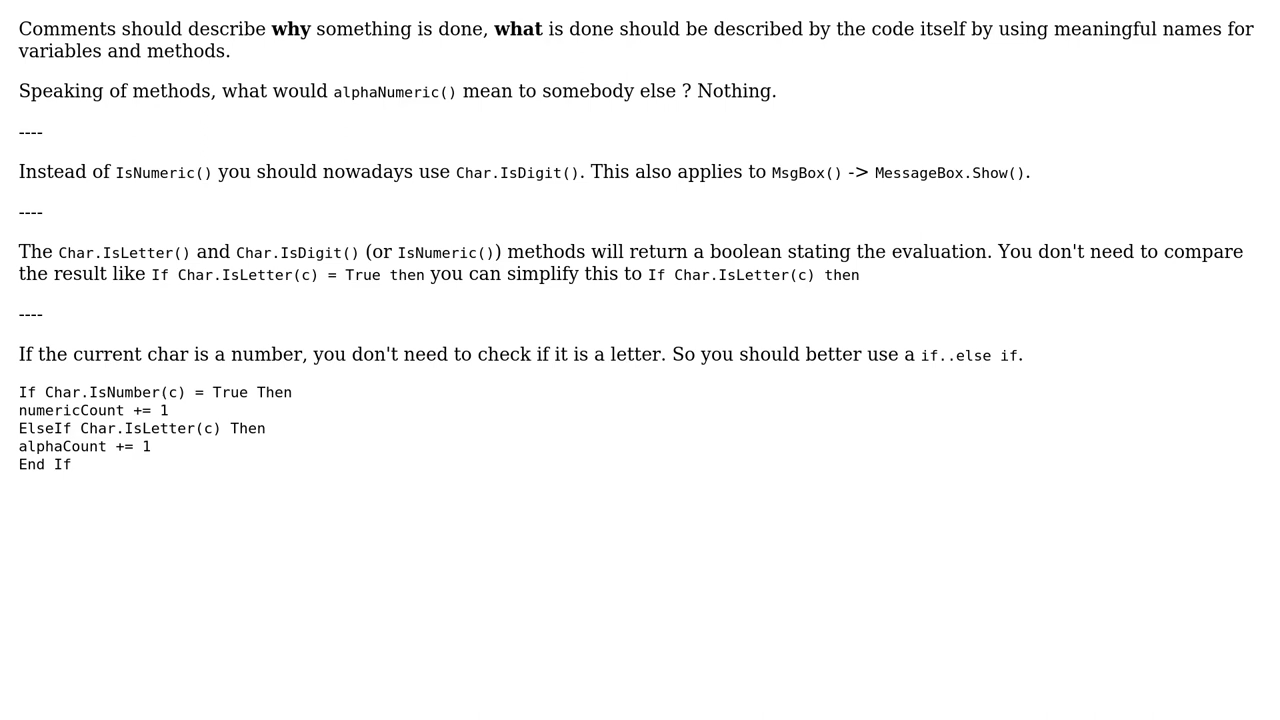 Comments should describe why something is done, what is done should be described by the code itself by using meaningful names for
variables and methods.
Speaking of methods, what would alphaNumeric() mean to somebody else ? Nothing.
----
Instead of IsNumeric() you should nowadays use Char.IsDigit(). This also applies to MsgBox() -> MessageBox.Show().
----
The Char.IsLetter() and Char.IsDigit() (or IsNumeric()) methods will return a boolean stating the evaluation. You don't need to compare
the result like If Char.IsLetter(c) = True then you can simplify this to If Char.IsLetter(c) then
----
If the current char is a number, you don't need to check if it is a letter. So you should better use a if..else if.
If Char.IsNumber(c) = True Then
numericCount += 1
ElseIf Char.IsLetter(c) Then
alphaCount += 1
End If